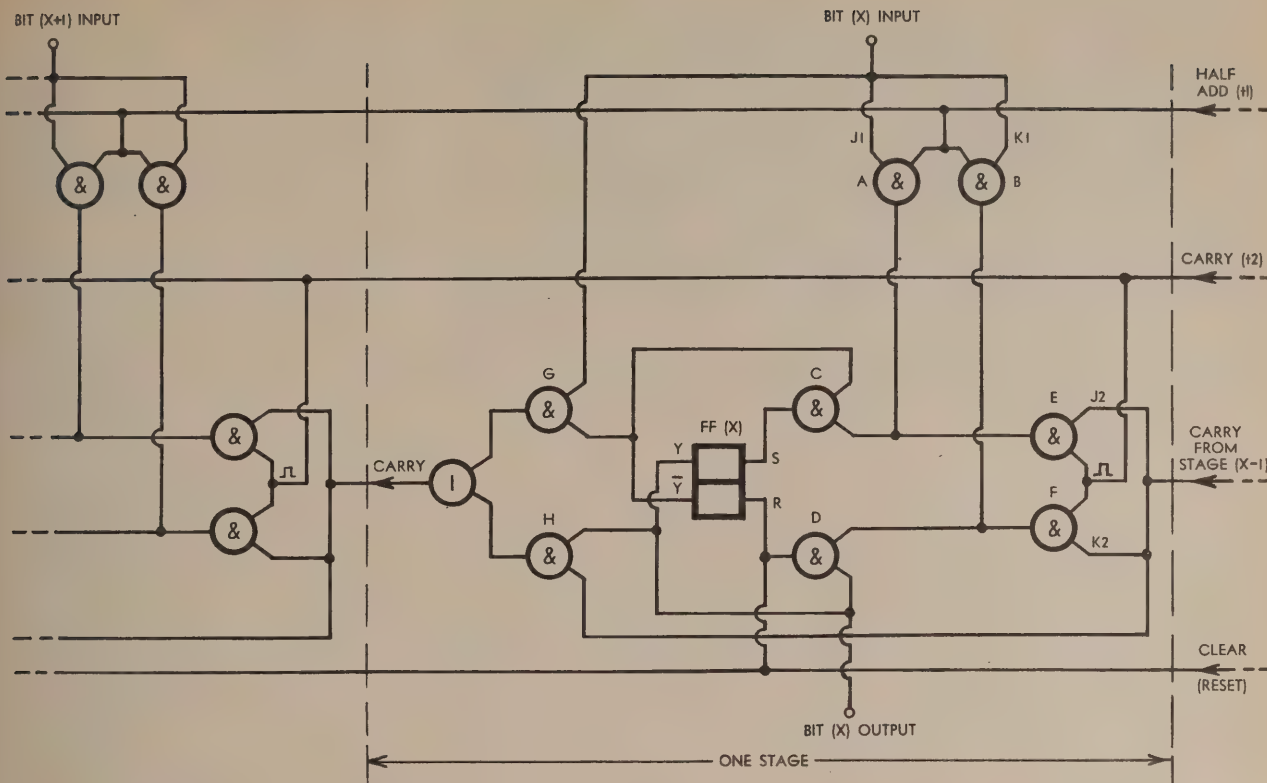 BIT (X+1) INPUT
BIT (X) INPUT
HALF
ADD (t1)
J1
K1
&
&
A
&
&
B
CARRY (t2)
G
C
E
J2
&
&
&
&
FF (X)
Y
S
CARRY
FROM
STAGE (X-1)
CARRY
1
Y̅
R
H
D
F
&
&
&
&
K2
CLEAR
(RESET)
BIT (X) OUTPUT
ONE STAGE